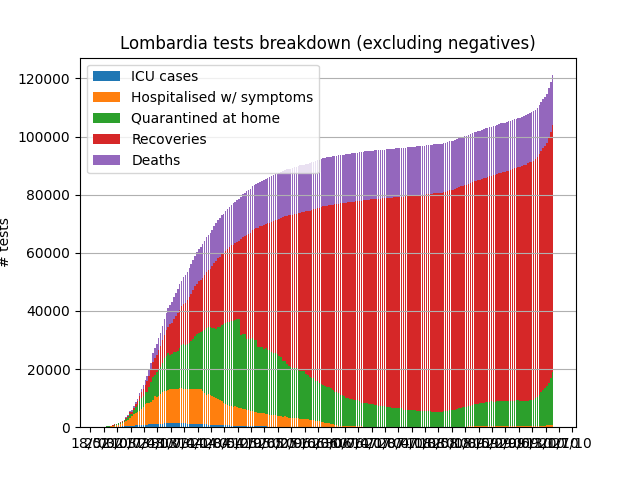 Lombardia tests breakdown (excluding negatives)
ICU cases
Hospitalised w/ symptoms
Quarantined at home
Recoveries
Deaths
120000
100000
80000
60000
40000
20000
0
# tests